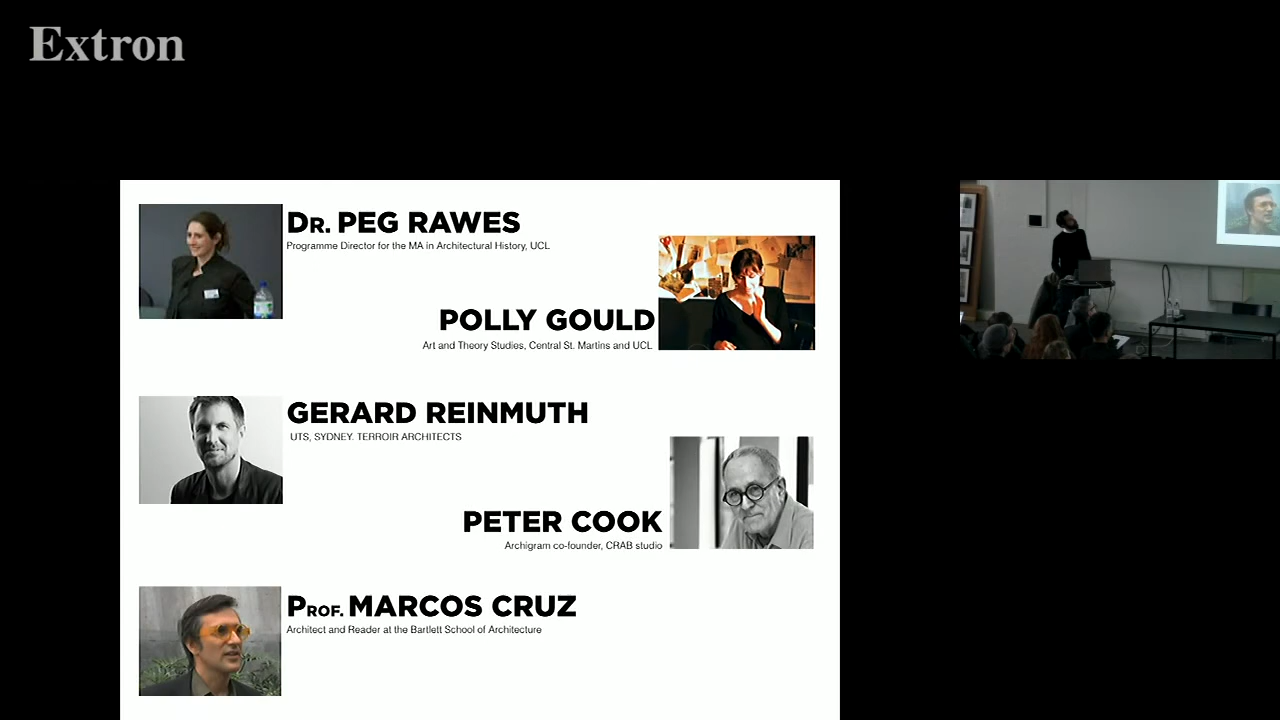 Extron
DR. PEG RAWES
Programme Director for the MA in Architectural History, UCL
POLLY GOULD
Art and Theory Studies, Central St. Martins and UCL
GERARD REINMUTH
UTS, SYDNEY. TERROIR ARCHITECTS
PETER COOK
Archigram co-founder, CRAB studio
PROF. MARCOS CRUZ
Architect and Reader at the Bartlett School of Architecture